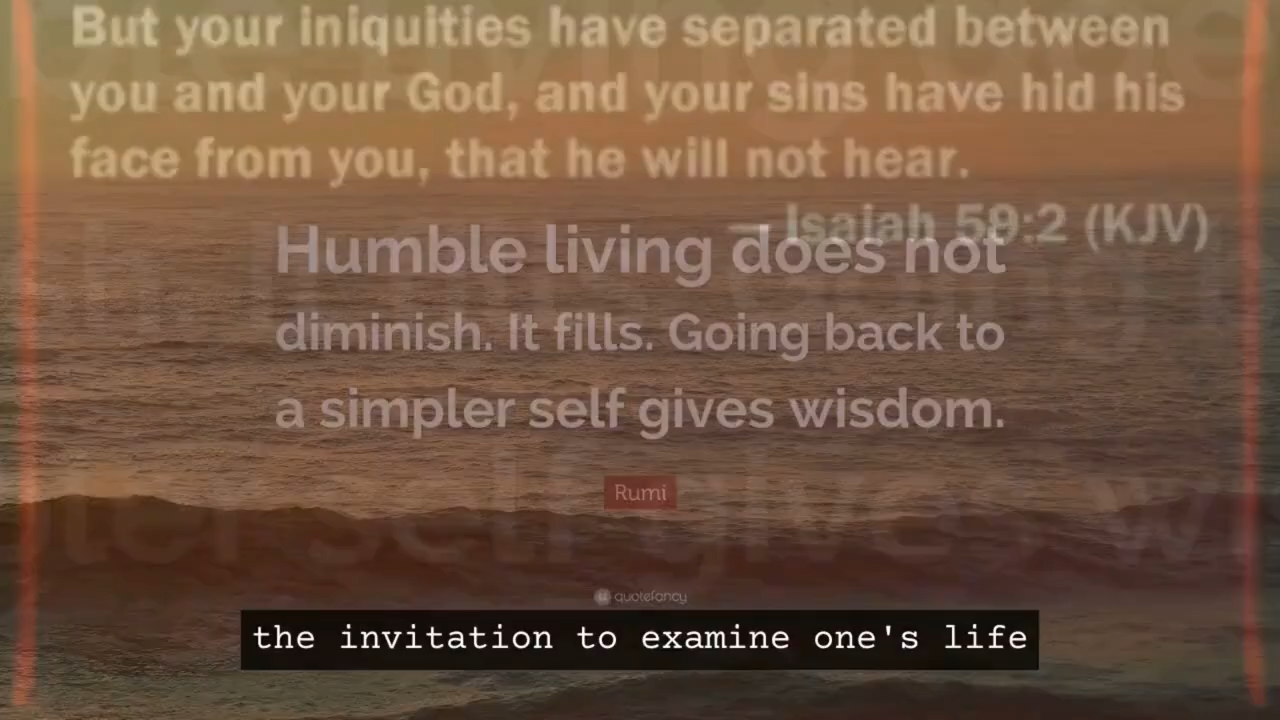 But your iniquities have separated between
you and your God, and your sins have hid his
face from you, that he will not hear.
— Isaiah 59:2 (KJV)
Humble living does not
diminish. It fills. Going back to
a simpler self gives wisdom.
Rumi
quotefancy
the invitation to examine one's life